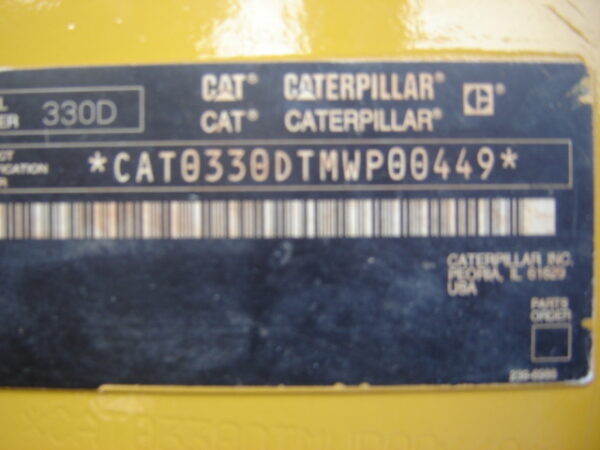 CAT® CATERPILLAR®
330D
CAT® CATERPILLAR®
*CAT0330DTMWP00449*
CATERPILLAR INC.
PEORIA, IL 61629
USA
PARTS
ORDER